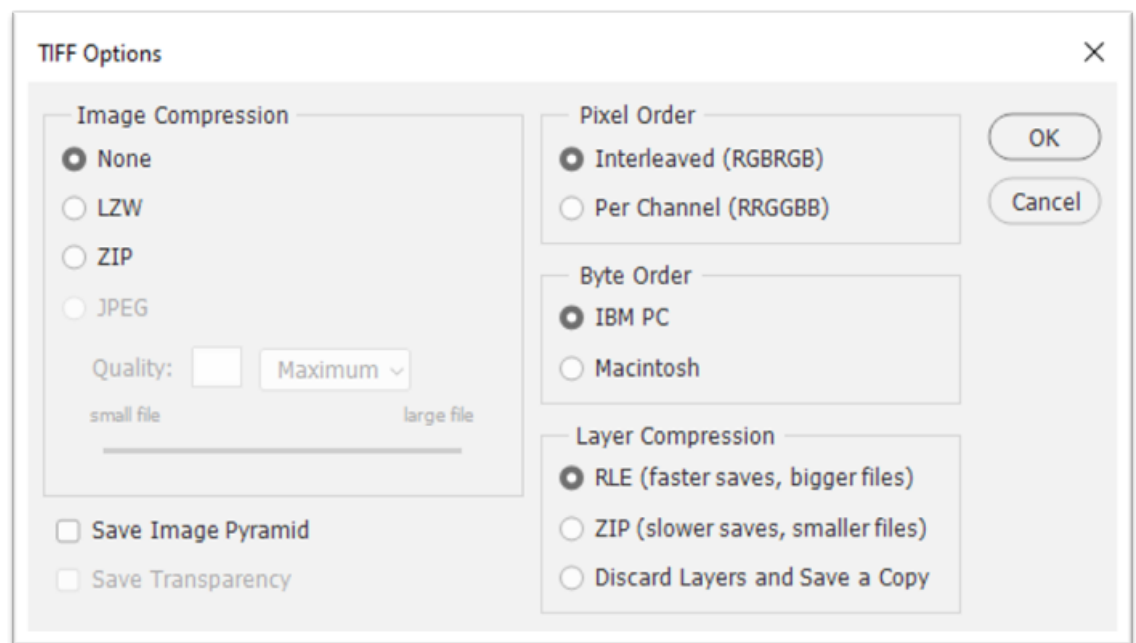 TIFF Options
Image Compression
None
LZW
ZIP
JPEG
Quality: Maximum
small file large file
Save Image Pyramid
Save Transparency
Pixel Order
Interleaved (RGBRGB)
Per Channel (RRGGBB)
Byte Order
IBM PC
Macintosh
Layer Compression
RLE (faster saves, bigger files)
ZIP (slower saves, smaller files)
Discard Layers and Save a Copy
OK
Cancel